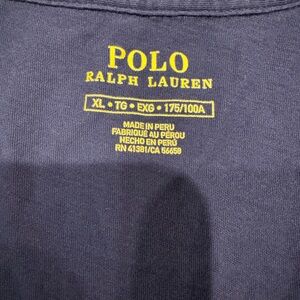 POLO
RALPH LAUREN
XL • TG • EXG • 175/100A
MADE IN PERU
FABRIQUÉ AU PÉROU
HECHO EN PERÚ
RN 41381/CA 56658